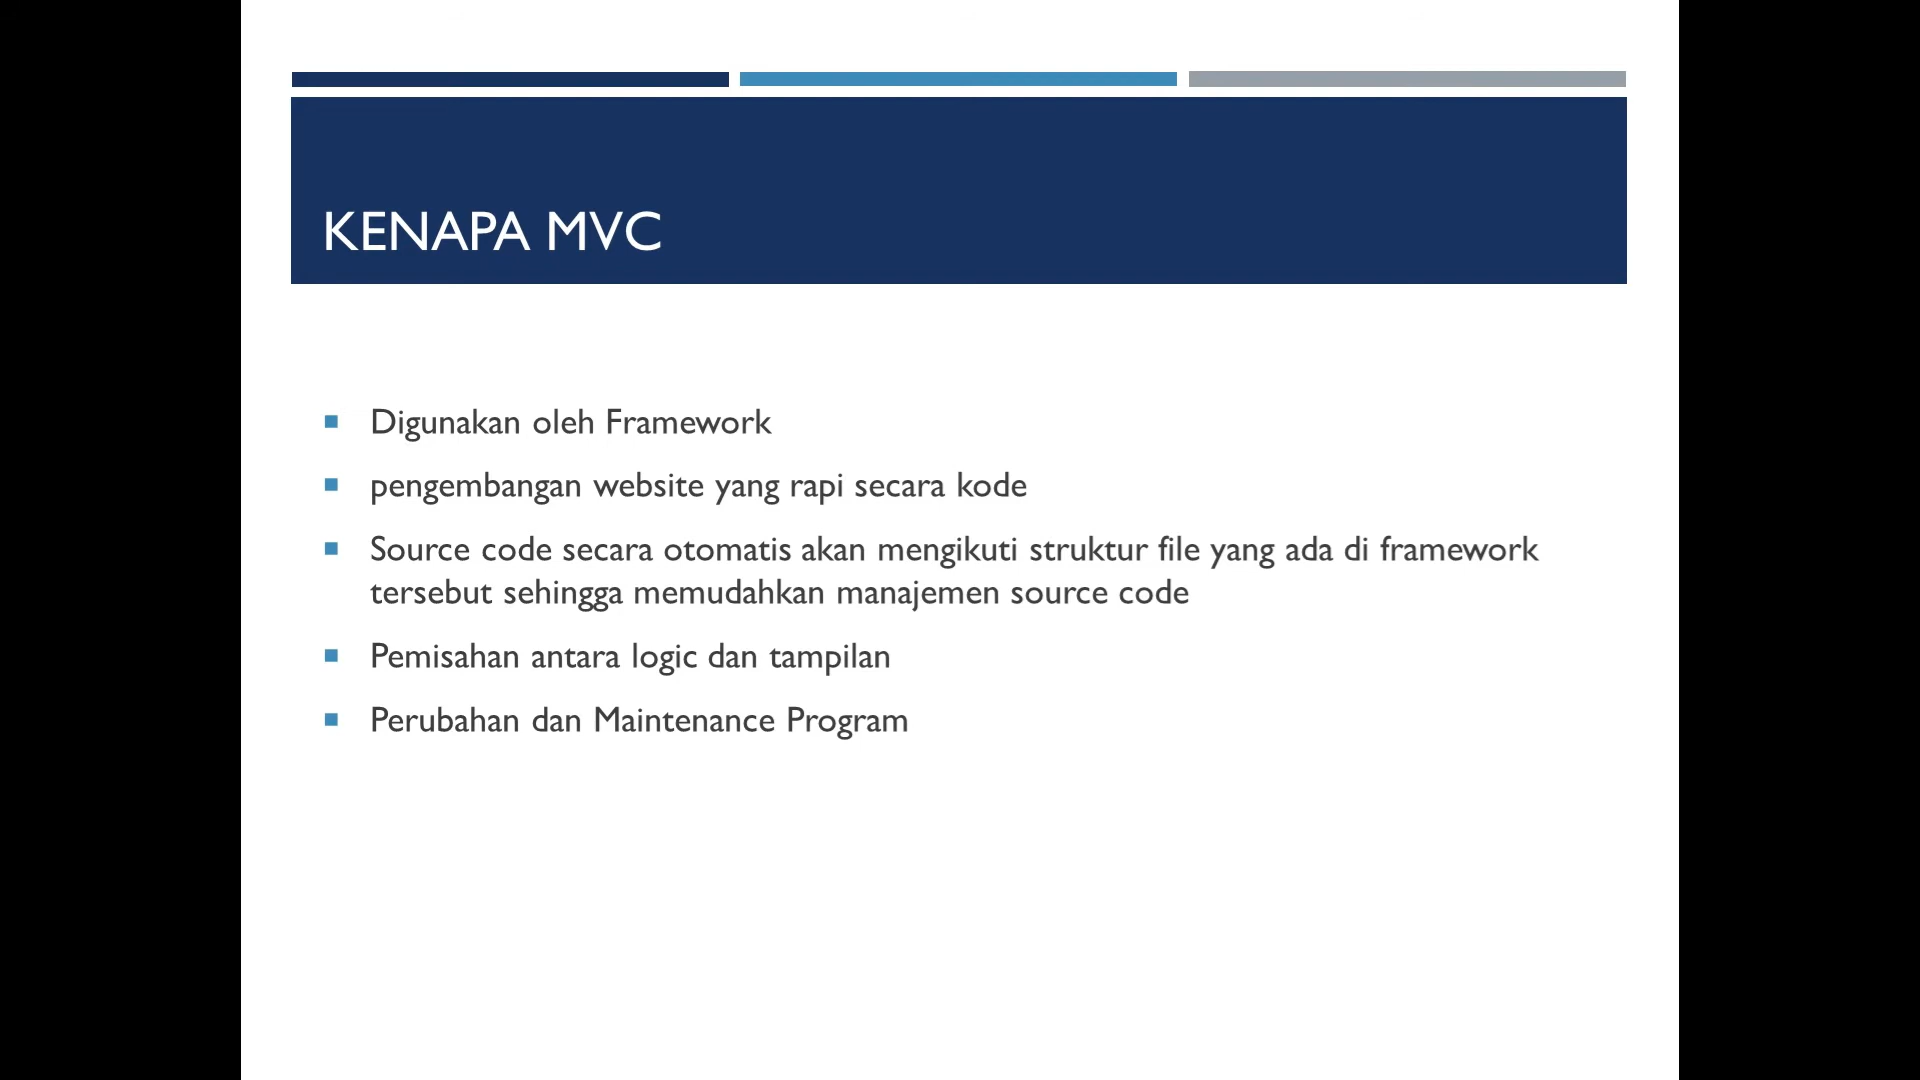 KENAPA MVC
Digunakan oleh Framework
pengembangan website yang rapi secara kode
Source code secara otomatis akan mengikuti struktur file yang ada di framework
tersebut sehingga memudahkan manajemen source code
Pemisahan antara logic dan tampilan
Perubahan dan Maintenance Program